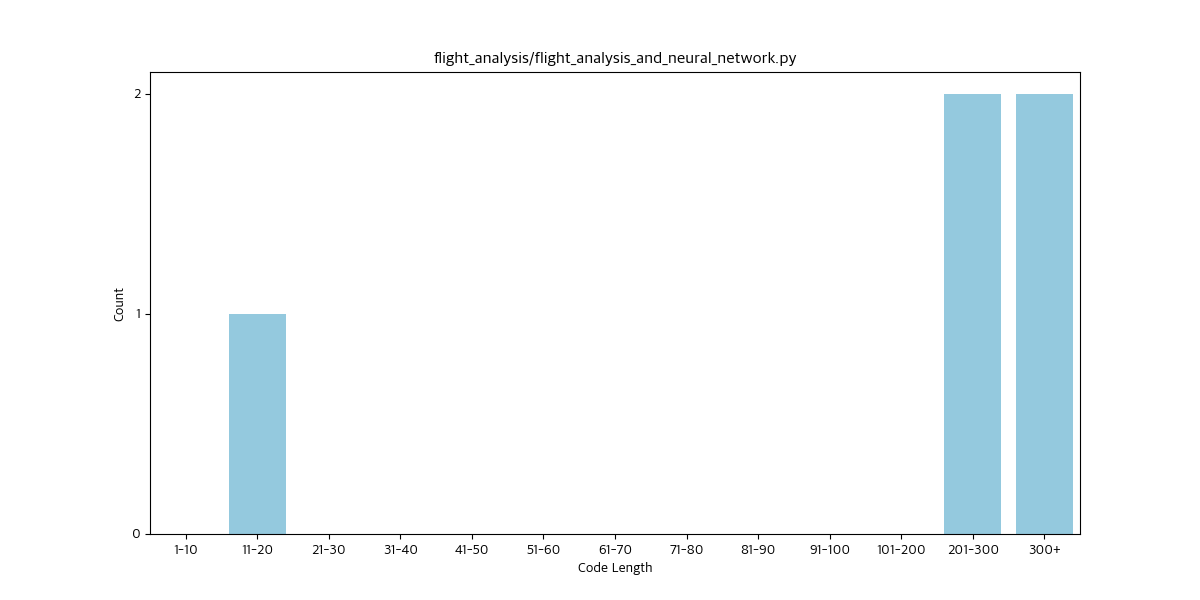 flight_analysis/flight_analysis_and_neural_network.py
2
1
0
Count
1-10 11-20 21-30 31-40 41-50 51-60 61-70 71-80 81-90 91-100 101-200 201-300 300+
Code Length